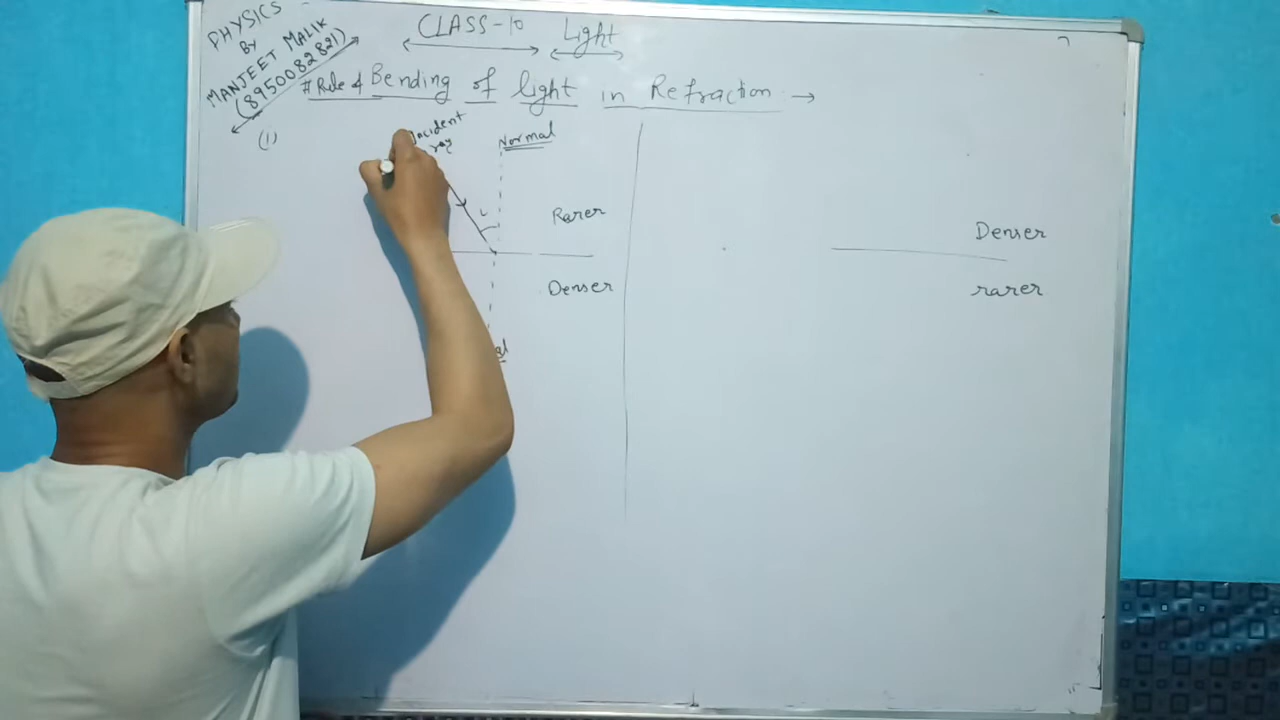 PHYSICS
By
MANJEET MALIK
(8950082821)
CLASS-10
Light
# Rule of Bending of light in Refraction →
(1)
Incident
ray
Normal
i
Rarer
Denser
Denser
rarer